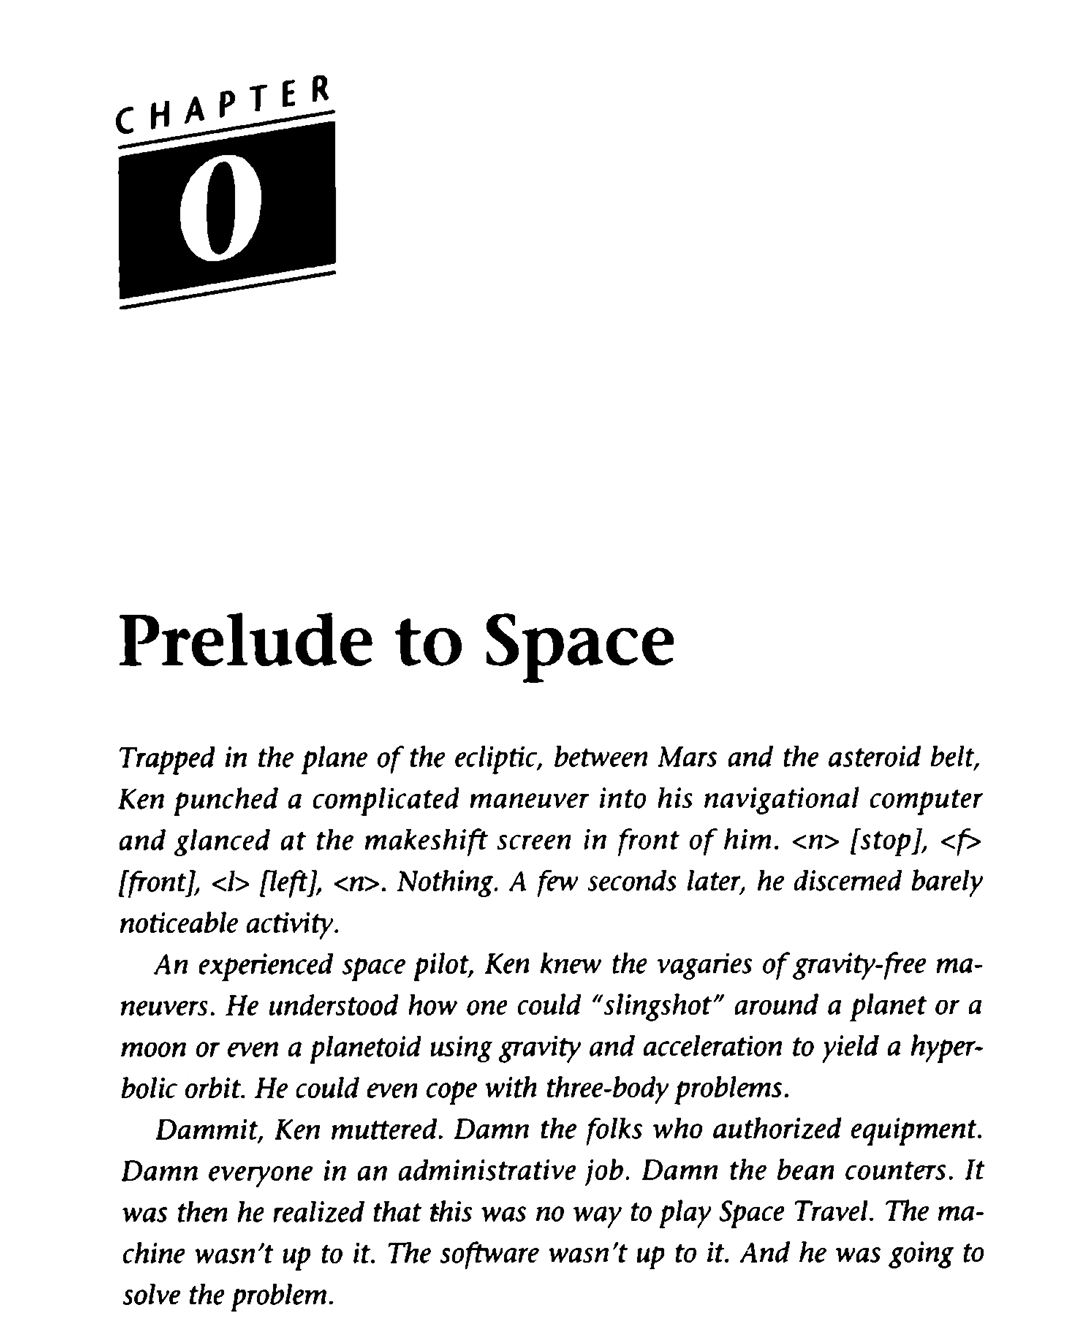 CHAPTER
0
Prelude to Space
Trapped in the plane of the ecliptic, between Mars and the asteroid belt,
Ken punched a complicated maneuver into his navigational computer
and glanced at the makeshift screen in front of him. <n> [stop], <f>
[front], <l> [left], <n>. Nothing. A few seconds later, he discerned barely
noticeable activity.
An experienced space pilot, Ken knew the vagaries of gravity-free ma-
neuvers. He understood how one could "slingshot" around a planet or a
moon or even a planetoid using gravity and acceleration to yield a hyper-
bolic orbit. He could even cope with three-body problems.
Dammit, Ken muttered. Damn the folks who authorized equipment.
Damn everyone in an administrative job. Damn the bean counters. It
was then he realized that this was no way to play Space Travel. The ma-
chine wasn't up to it. The software wasn't up to it. And he was going to
solve the problem.